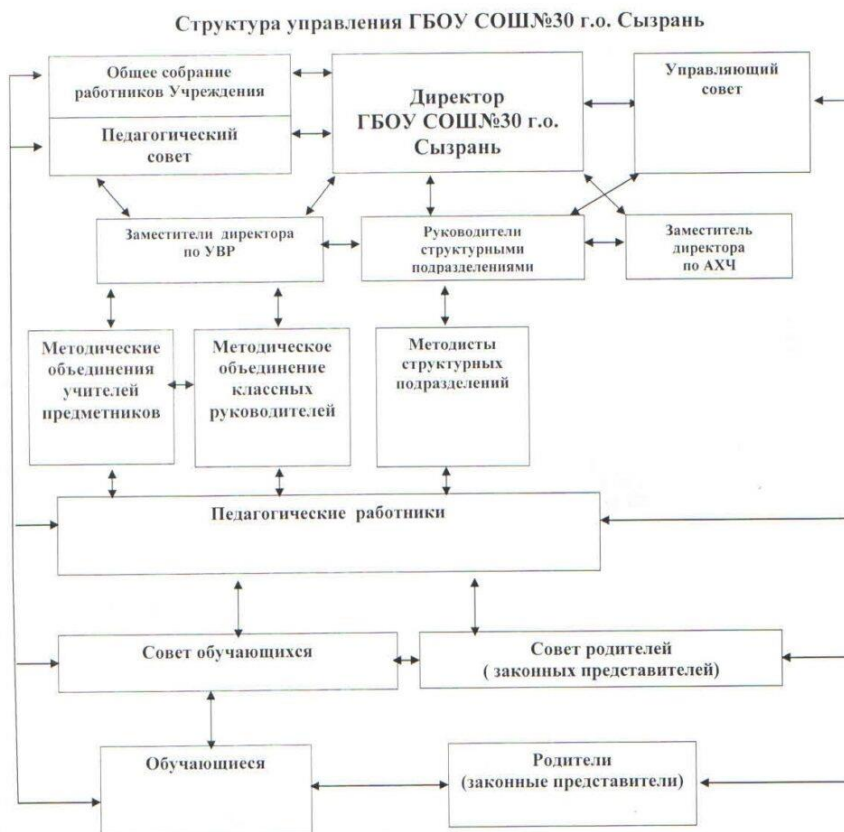 Структура управления ГБОУ СОШ№30 г.о. Сызрань
Общее собрание
работников Учреждения
Педагогический
совет
Директор
ГБОУ СОШ№30 г.о.
Сызрань
Управляющий
совет
Заместители директора
по УВР
Руководители
структурными
подразделениями
Заместитель
директора
по АХЧ
Методические
объединения
учителей
предметников
Методическое
объединение
классных
руководителей
Методисты
структурных
подразделений
Педагогические работники
Совет обучающихся
Совет родителей
( законных представителей)
Обучающиеся
Родители
(законные представители)